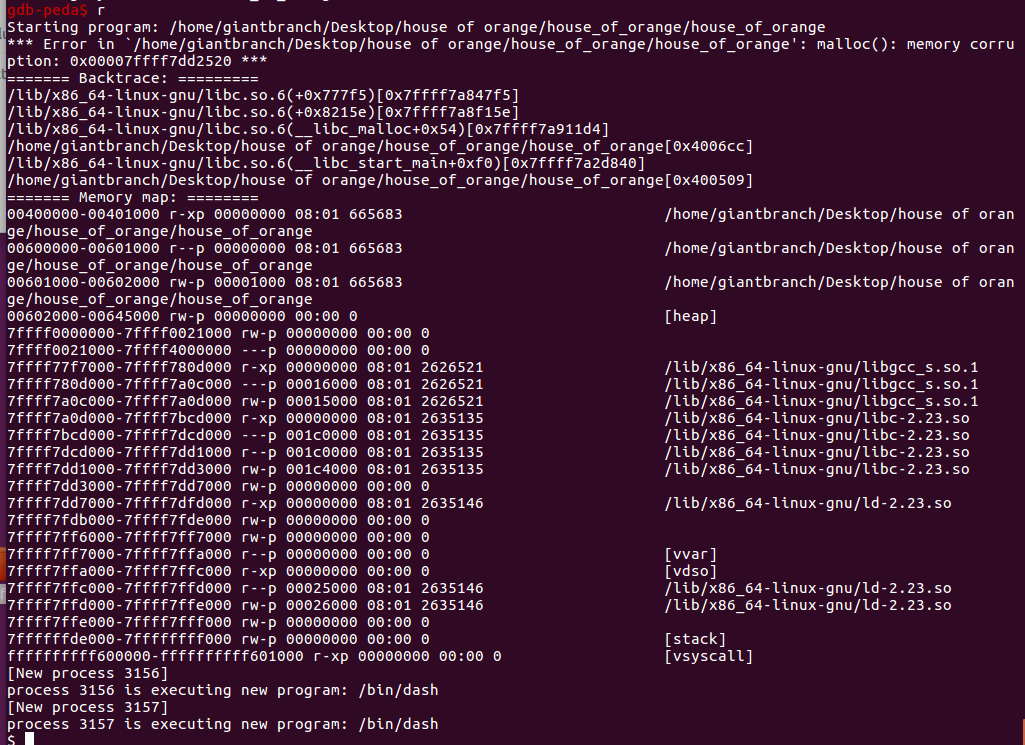 gdb-peda$ r
Starting program: /home/giantbranch/Desktop/house of orange/house_of_orange/house_of_orange
*** Error in `/home/giantbranch/Desktop/house of orange/house_of_orange/house_of_orange': malloc(): memory corru
ption: 0x00007ffff7dd2520 ***
======= Backtrace: =========
/lib/x86_64-linux-gnu/libc.so.6(+0x777f5)[0x7ffff7a847f5]
/lib/x86_64-linux-gnu/libc.so.6(+0x8215e)[0x7ffff7a8f15e]
/lib/x86_64-linux-gnu/libc.so.6(__libc_malloc+0x54)[0x7ffff7a911d4]
/home/giantbranch/Desktop/house of orange/house_of_orange/house_of_orange[0x4006cc]
/lib/x86_64-linux-gnu/libc.so.6(__libc_start_main+0xf0)[0x7ffff7a2d840]
/home/giantbranch/Desktop/house of orange/house_of_orange/house_of_orange[0x400509]
======= Memory map: ========
00400000-00401000 r-xp 00000000 08:01 665683 /home/giantbranch/Desktop/house of oran
ge/house_of_orange/house_of_orange
00600000-00601000 r--p 00000000 08:01 665683 /home/giantbranch/Desktop/house of oran
ge/house_of_orange/house_of_orange
00601000-00602000 rw-p 00001000 08:01 665683 /home/giantbranch/Desktop/house of oran
ge/house_of_orange/house_of_orange
00602000-00645000 rw-p 00000000 00:00 0 [heap]
7ffff0000000-7ffff0021000 rw-p 00000000 00:00 0
7ffff0021000-7ffff4000000 ---p 00000000 00:00 0
7ffff77f7000-7ffff780d000 r-xp 00000000 08:01 2626521 /lib/x86_64-linux-gnu/libgcc_s.so.1
7ffff780d000-7ffff7a0c000 ---p 00016000 08:01 2626521 /lib/x86_64-linux-gnu/libgcc_s.so.1
7ffff7a0c000-7ffff7a0d000 rw-p 00015000 08:01 2626521 /lib/x86_64-linux-gnu/libgcc_s.so.1
7ffff7a0d000-7ffff7bcd000 r-xp 00000000 08:01 2635135 /lib/x86_64-linux-gnu/libc-2.23.so
7ffff7bcd000-7ffff7dcd000 ---p 001c0000 08:01 2635135 /lib/x86_64-linux-gnu/libc-2.23.so
7ffff7dcd000-7ffff7dd1000 r--p 001c0000 08:01 2635135 /lib/x86_64-linux-gnu/libc-2.23.so
7ffff7dd1000-7ffff7dd3000 rw-p 001c4000 08:01 2635135 /lib/x86_64-linux-gnu/libc-2.23.so
7ffff7dd3000-7ffff7dd7000 rw-p 00000000 00:00 0
7ffff7dd7000-7ffff7dfd000 r-xp 00000000 08:01 2635146 /lib/x86_64-linux-gnu/ld-2.23.so
7ffff7fdb000-7ffff7fde000 rw-p 00000000 00:00 0
7ffff7ff6000-7ffff7ff7000 rw-p 00000000 00:00 0
7ffff7ff7000-7ffff7ffa000 r--p 00000000 00:00 0 [vvar]
7ffff7ffa000-7ffff7ffc000 r-xp 00000000 00:00 0 [vdso]
7ffff7ffc000-7ffff7ffd000 r--p 00025000 08:01 2635146 /lib/x86_64-linux-gnu/ld-2.23.so
7ffff7ffd000-7ffff7ffe000 rw-p 00026000 08:01 2635146 /lib/x86_64-linux-gnu/ld-2.23.so
7ffff7ffe000-7ffff7fff000 rw-p 00000000 00:00 0
7ffffffde000-7ffffffff000 rw-p 00000000 00:00 0 [stack]
ffffffffff600000-ffffffffff601000 r-xp 00000000 00:00 0 [vsyscall]
[New process 3156]
process 3156 is executing new program: /bin/dash
[New process 3157]
process 3157 is executing new program: /bin/dash
$